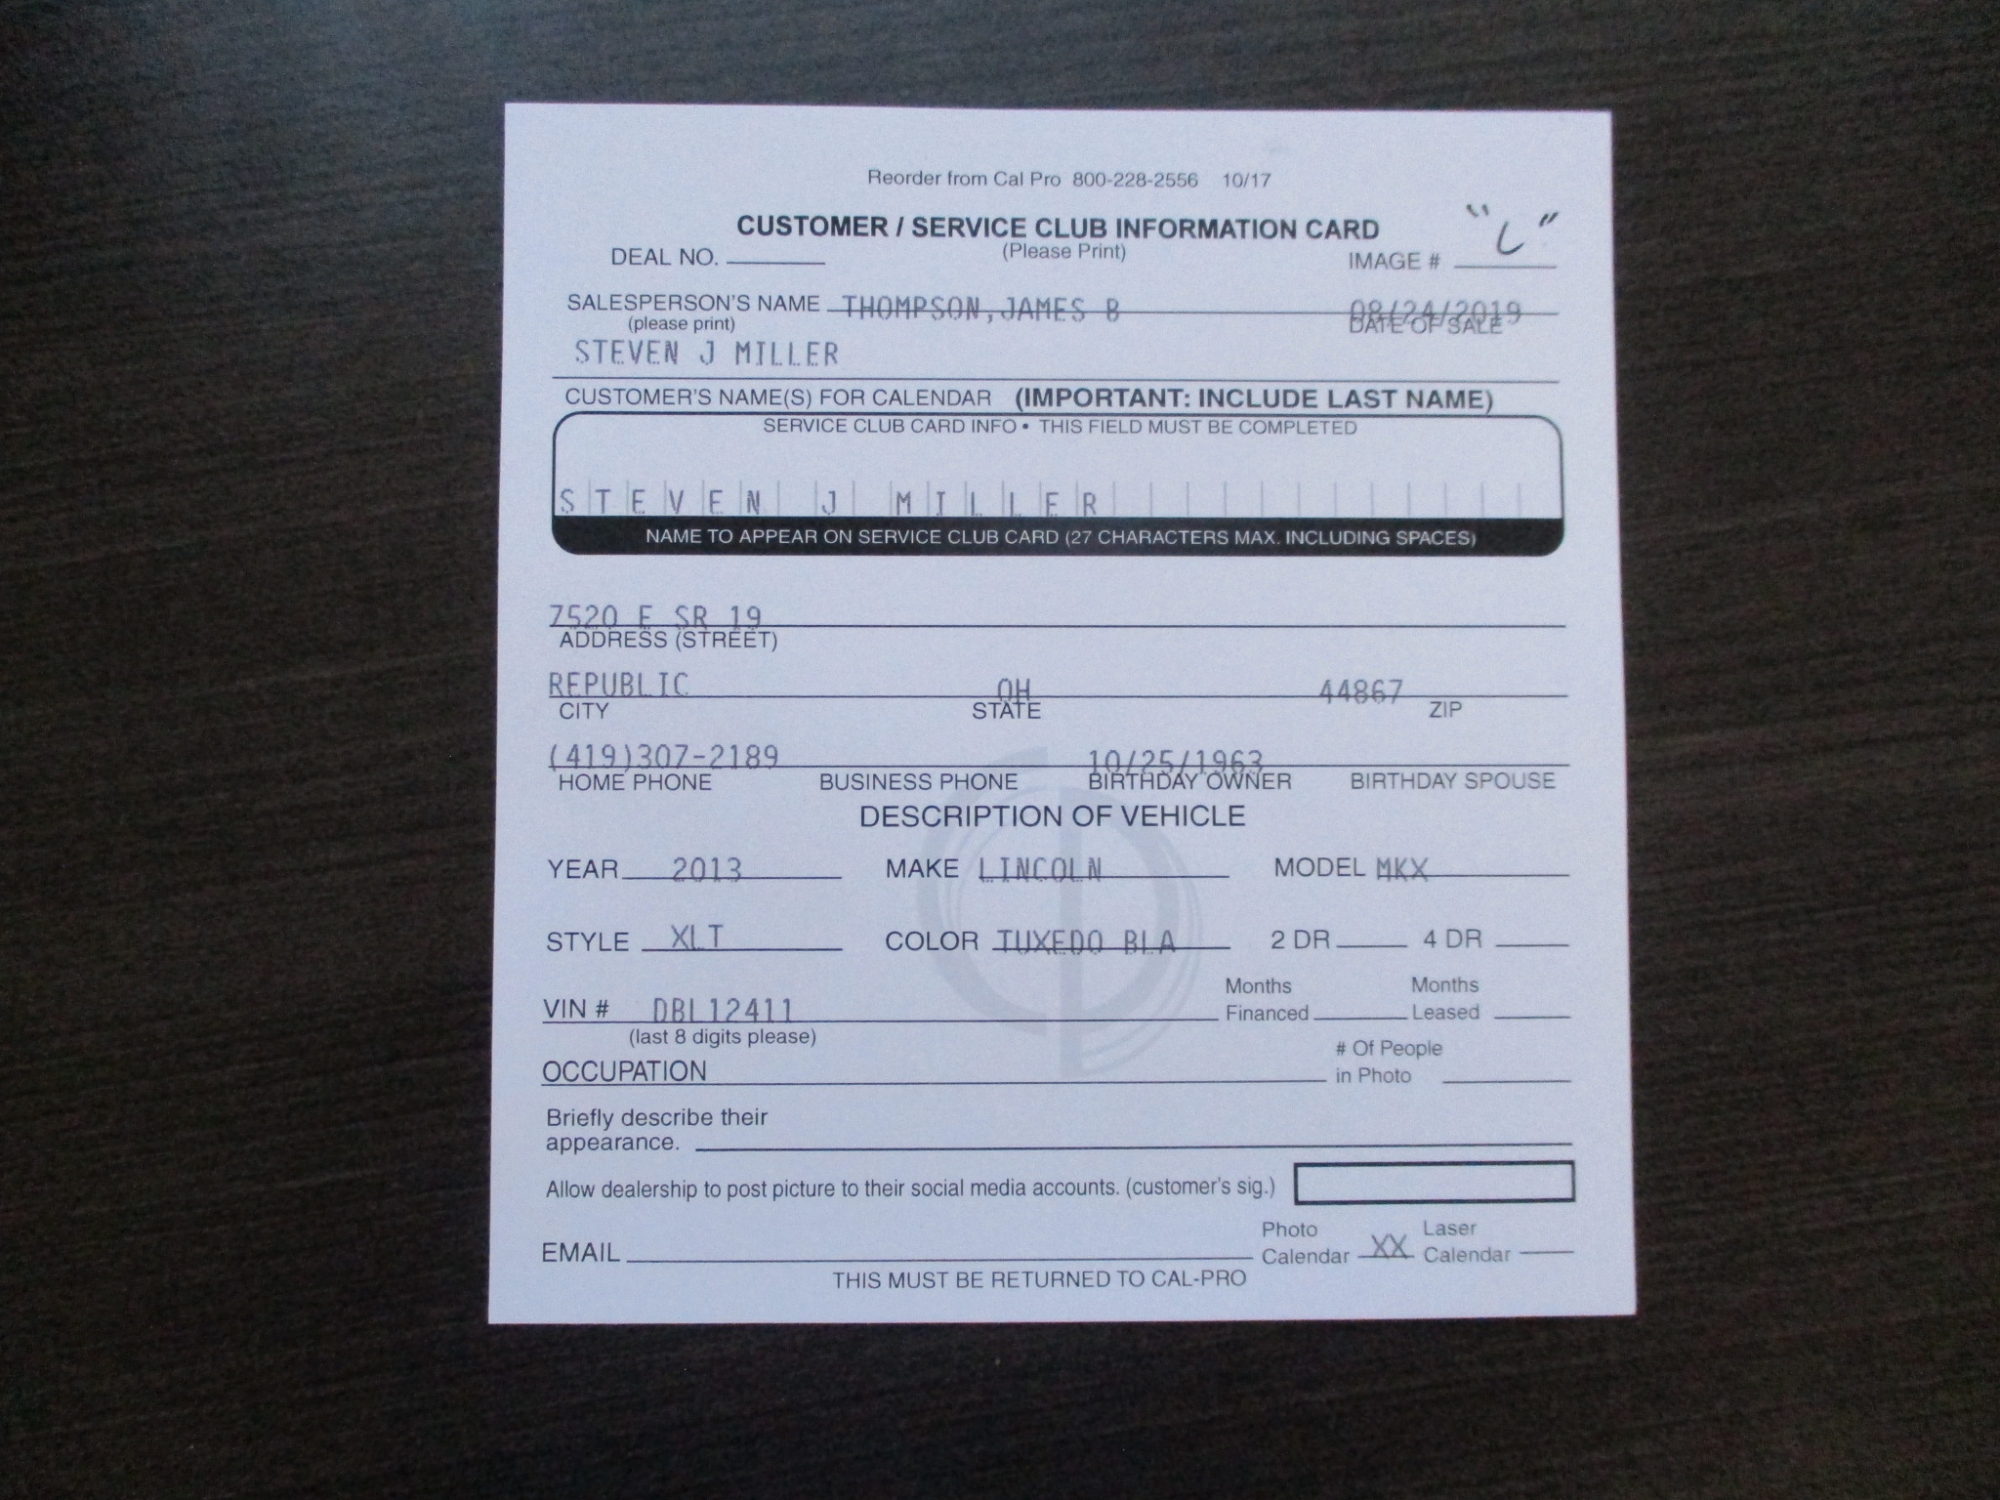 Reorder from Cal Pro 800-228-2556 10/17
CUSTOMER / SERVICE CLUB INFORMATION CARD
(Please Print)
DEAL NO.
IMAGE # "L"
SALESPERSON'S NAME THOMPSON,JAMES B 08/24/2019
(please print) DATE OF SALE
STEVEN J MILLER
CUSTOMER'S NAME(S) FOR CALENDAR (IMPORTANT: INCLUDE LAST NAME)
SERVICE CLUB CARD INFO • THIS FIELD MUST BE COMPLETED
STEVEN J MILLER
NAME TO APPEAR ON SERVICE CLUB CARD (27 CHARACTERS MAX. INCLUDING SPACES)
7520 E SR 19
ADDRESS (STREET)
REPUBLIC OH 44867
CITY STATE ZIP
(419)307-2189 10/25/1963
HOME PHONE BUSINESS PHONE BIRTHDAY OWNER BIRTHDAY SPOUSE
DESCRIPTION OF VEHICLE
YEAR 2013 MAKE LINCOLN MODEL MKX
STYLE XLT COLOR TUXEDO BLA 2 DR 4 DR
VIN # DBL12411 Months Financed Months Leased
(last 8 digits please)
OCCUPATION # Of People in Photo
Briefly describe their
appearance.
Allow dealership to post picture to their social media accounts. (customer's sig.)
EMAIL Photo Calendar XX Laser Calendar
THIS MUST BE RETURNED TO CAL-PRO